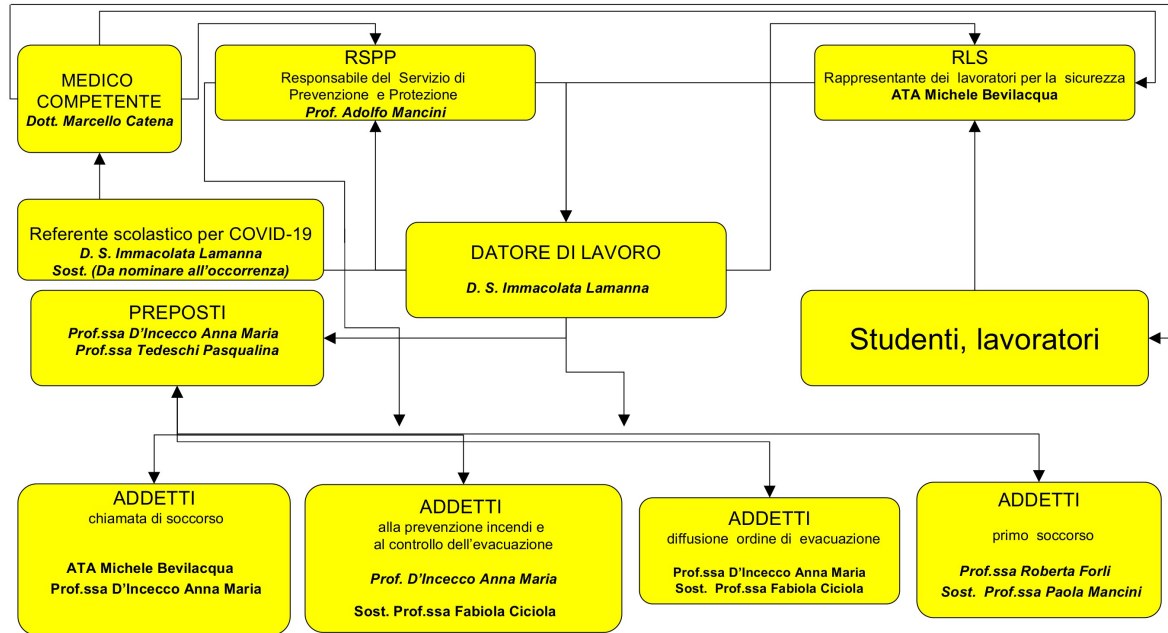 MEDICO
COMPETENTE
Dott. Marcello Catena
RSPP
Responsabile del Servizio di
Prevenzione e Protezione
Prof. Adolfo Mancini
RLS
Rappresentante dei lavoratori per la sicurezza
ATA Michele Bevilacqua
Referente scolastico per COVID-19
D. S. Immacolata Lamanna
Sost. (Da nominare all'occorrenza)
DATORE DI LAVORO
D. S. Immacolata Lamanna
PREPOSTI
Prof.ssa D'Incecco Anna Maria
Prof.ssa Tedeschi Pasqualina
Studenti, lavoratori
ADDETTI
chiamata di soccorso
ATA Michele Bevilacqua
Prof.ssa D'Incecco Anna Maria
ADDETTI
alla prevenzione incendi e
al controllo dell'evacuazione
Prof. D'Incecco Anna Maria
Sost. Prof.ssa Fabiola Ciciola
ADDETTI
diffusione ordine di evacuazione
Prof.ssa D'Incecco Anna Maria
Sost. Prof.ssa Fabiola Ciciola
ADDETTI
primo soccorso
Prof.ssa Roberta Forli
Sost. Prof.ssa Paola Mancini